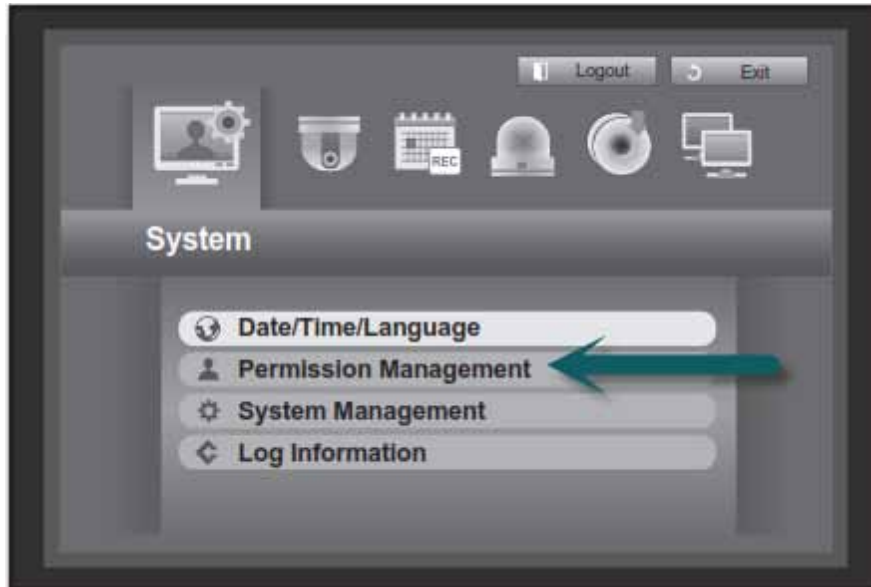 Logout
Exit
REC
System
Date/Time/Language
Permission Management
System Management
Log Information